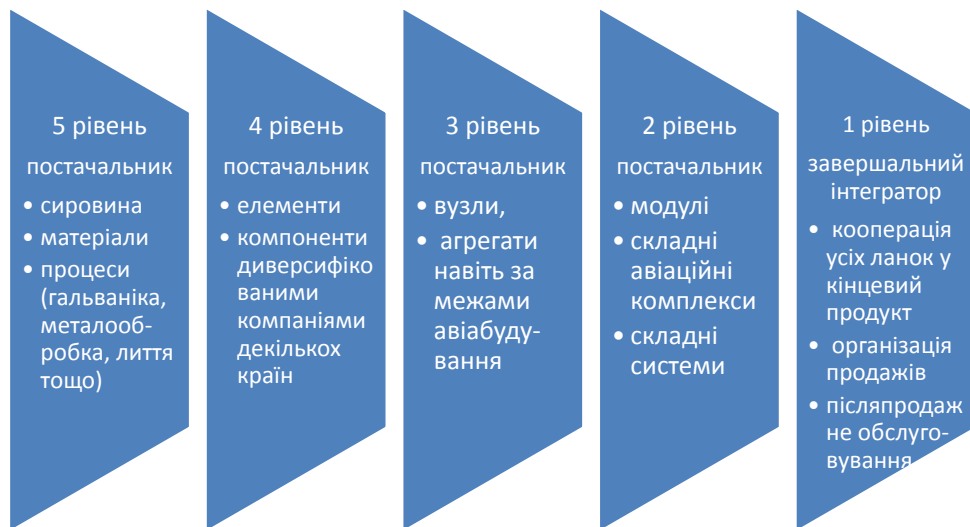 5 рівень
постачальник
• сировина
• матеріали
• процеси
(гальваніка,
металооб-
робка, лиття
тощо)
4 рівень
постачальник
• елементи
• компоненти
диверсифіко
ваними
компаніями
декількох
країн
3 рівень
постачальник
• вузли,
• агрегати
навіть за
межами
авіабуду-
вання
2 рівень
постачальник
• модулі
• складні
авіаційні
комплекси
• складні
системи
1 рівень
завершальний
інтегратор
• кооперація
усіх ланок у
кінцевий
продукт
• організація
продажів
• післяпродаж
не обслуго-
вування